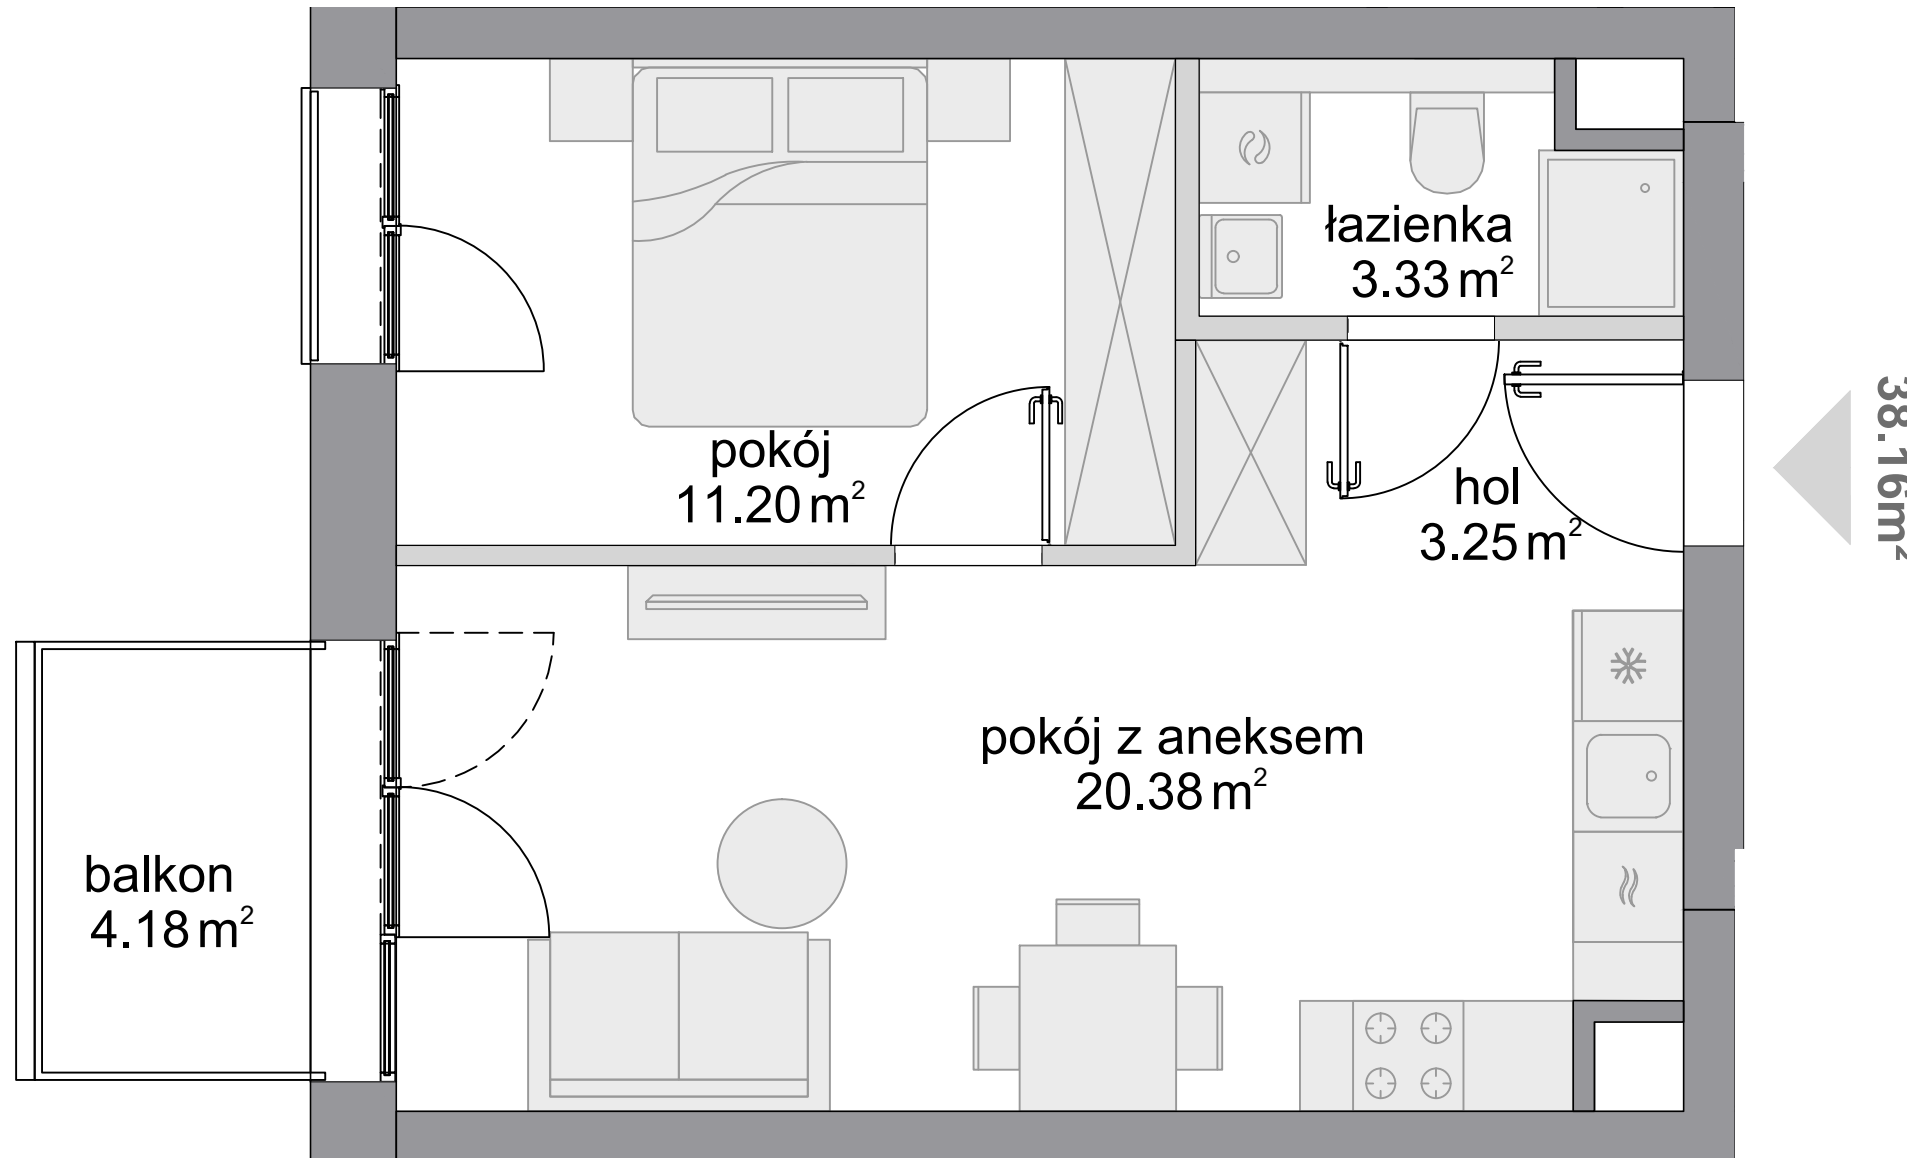 łazienka
3.33 m²
pokój
11.20 m²
hol
3.25 m²
38.16m²
pokój z aneksem
20.38 m²
balkon
4.18 m²